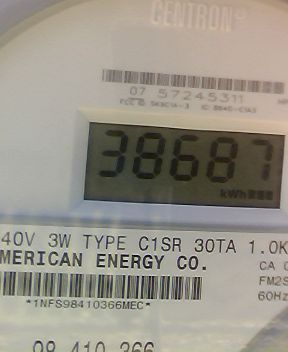 CENTRON®
07 57245311
38687
kWh
40V 3W TYPE C1SR 30TA 1.0K
MERICAN ENERGY CO.
CA 0
FM2S
60Hz
*1NFS98410366MEC*
98 410 366